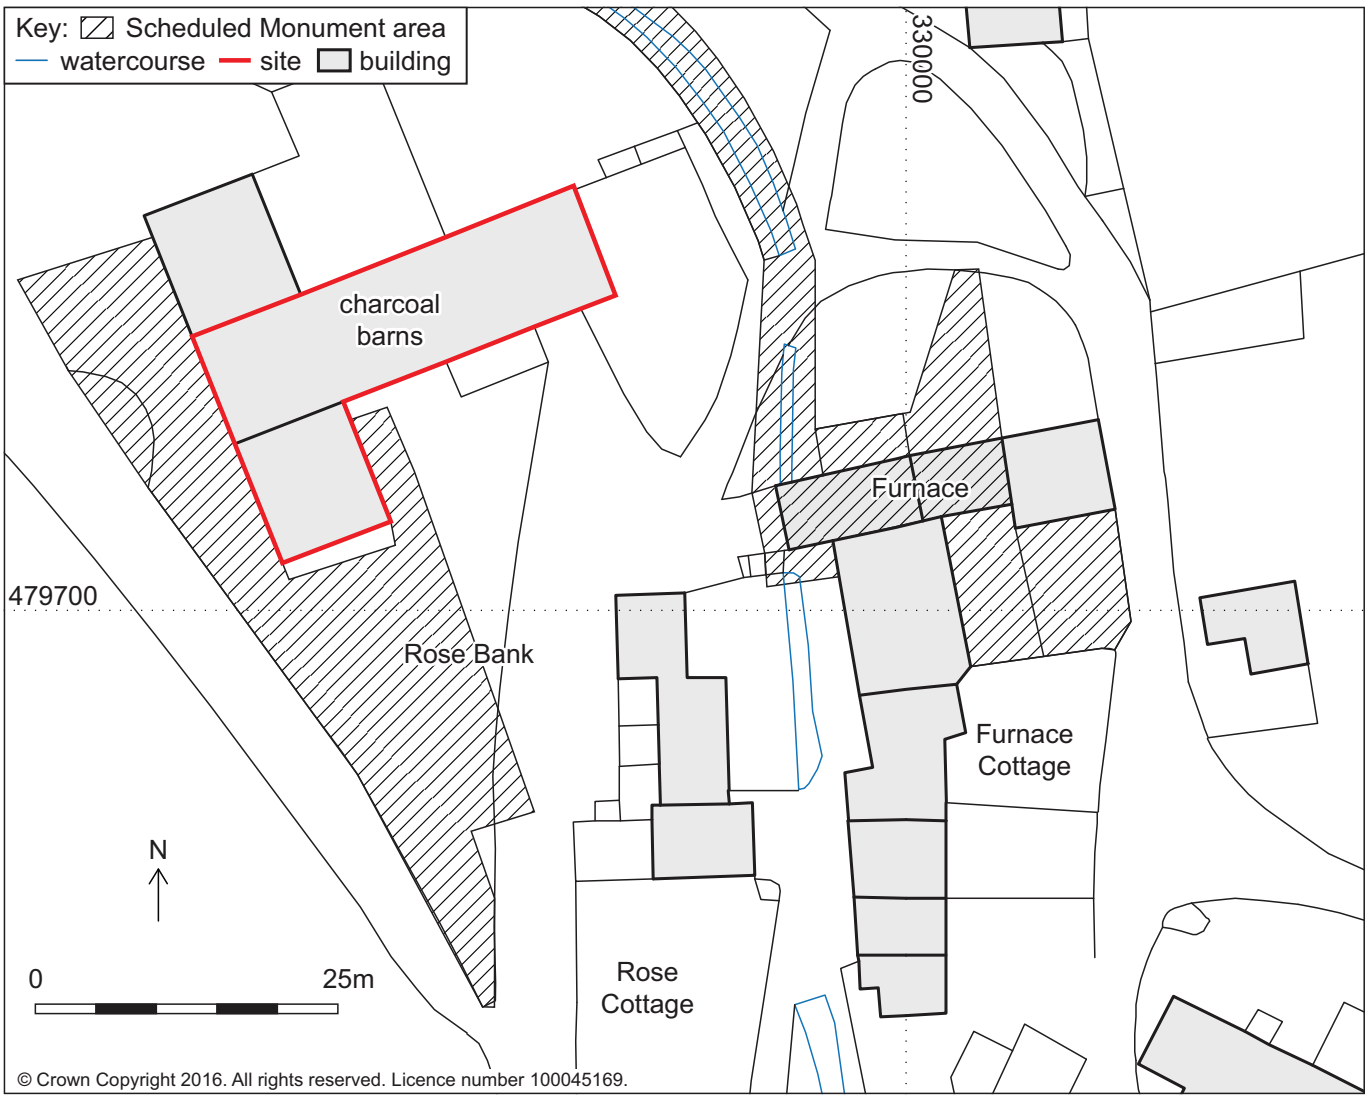 Key: Scheduled Monument area
watercourse site building
330000
charcoal
barns
Furnace
479700
Rose Bank
Furnace
Cottage
N
0 25m
Rose
Cottage
© Crown Copyright 2016. All rights reserved. Licence number 100045169.